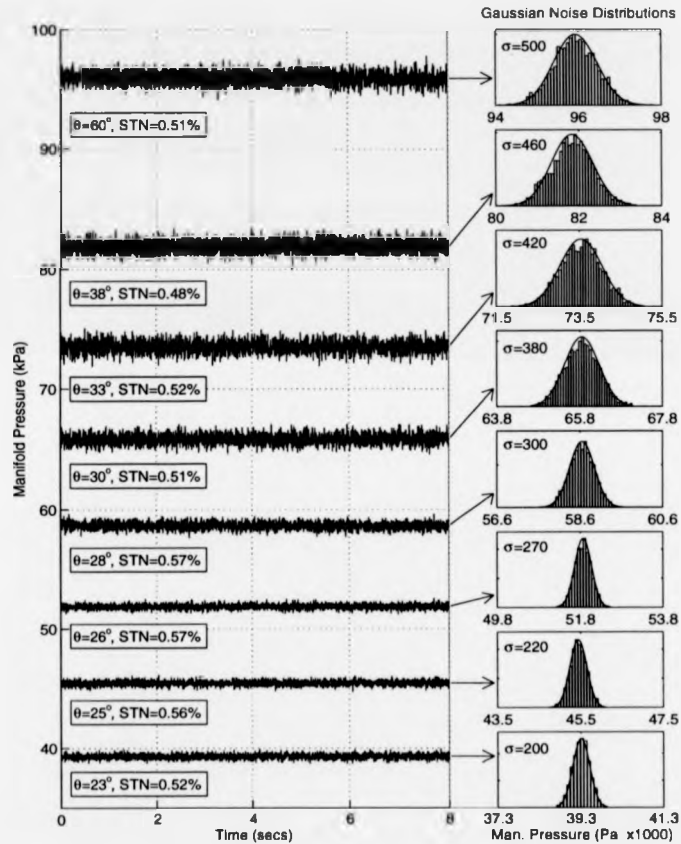 Gaussian Noise Distributions
100
90
80
70
60
50
40
Manifold Pressure (kPa)
θ=60°, STN=0.51%
θ=38°, STN=0.48%
θ=33°, STN=0.52%
θ=30°, STN=0.51%
θ=28°, STN=0.57%
θ=26°, STN=0.57%
θ=25°, STN=0.56%
θ=23°, STN=0.52%
0 2 4 6 8
Time (secs)
σ=500
94 96 98
σ=460
80 82 84
σ=420
71.5 73.5 75.5
σ=380
63.8 65.8 67.8
σ=300
56.6 58.6 60.6
σ=270
49.8 51.8 53.8
σ=220
43.5 45.5 47.5
σ=200
37.3 39.3 41.3
Man. Pressure (Pa x1000)